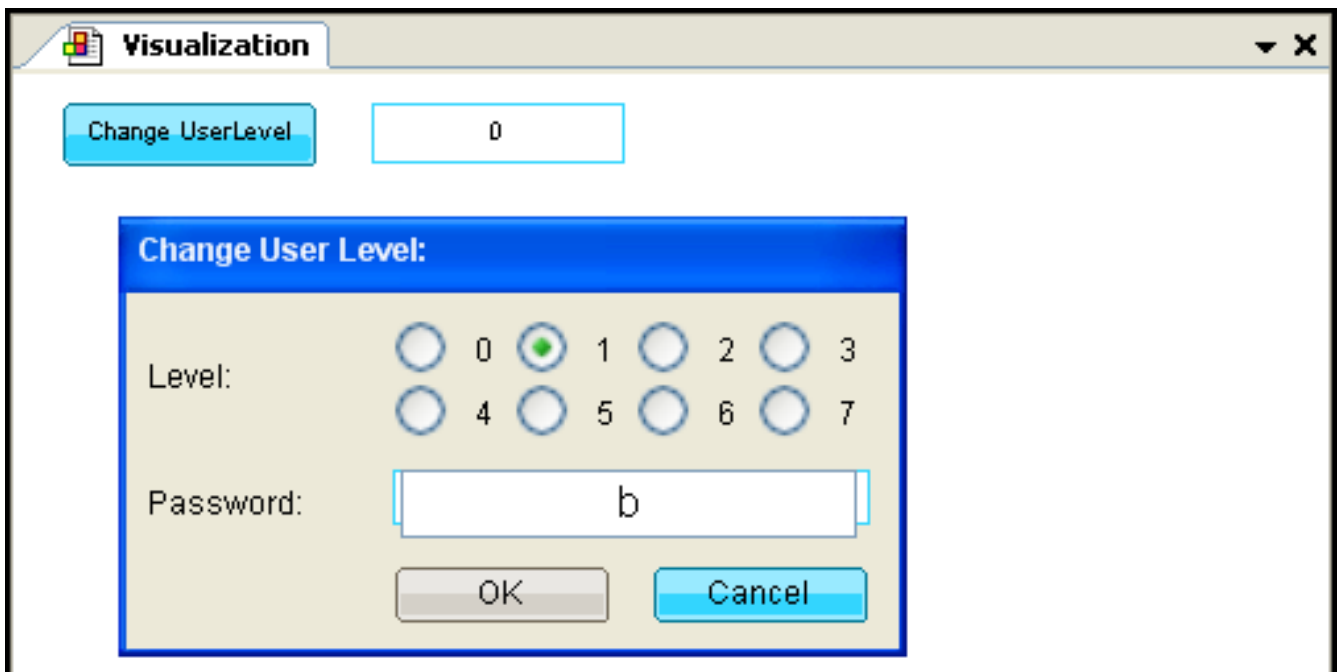 Visualization
Change UserLevel 0
Change User Level:
Level: 0 1 2 3
4 5 6 7
Password: b
OK Cancel